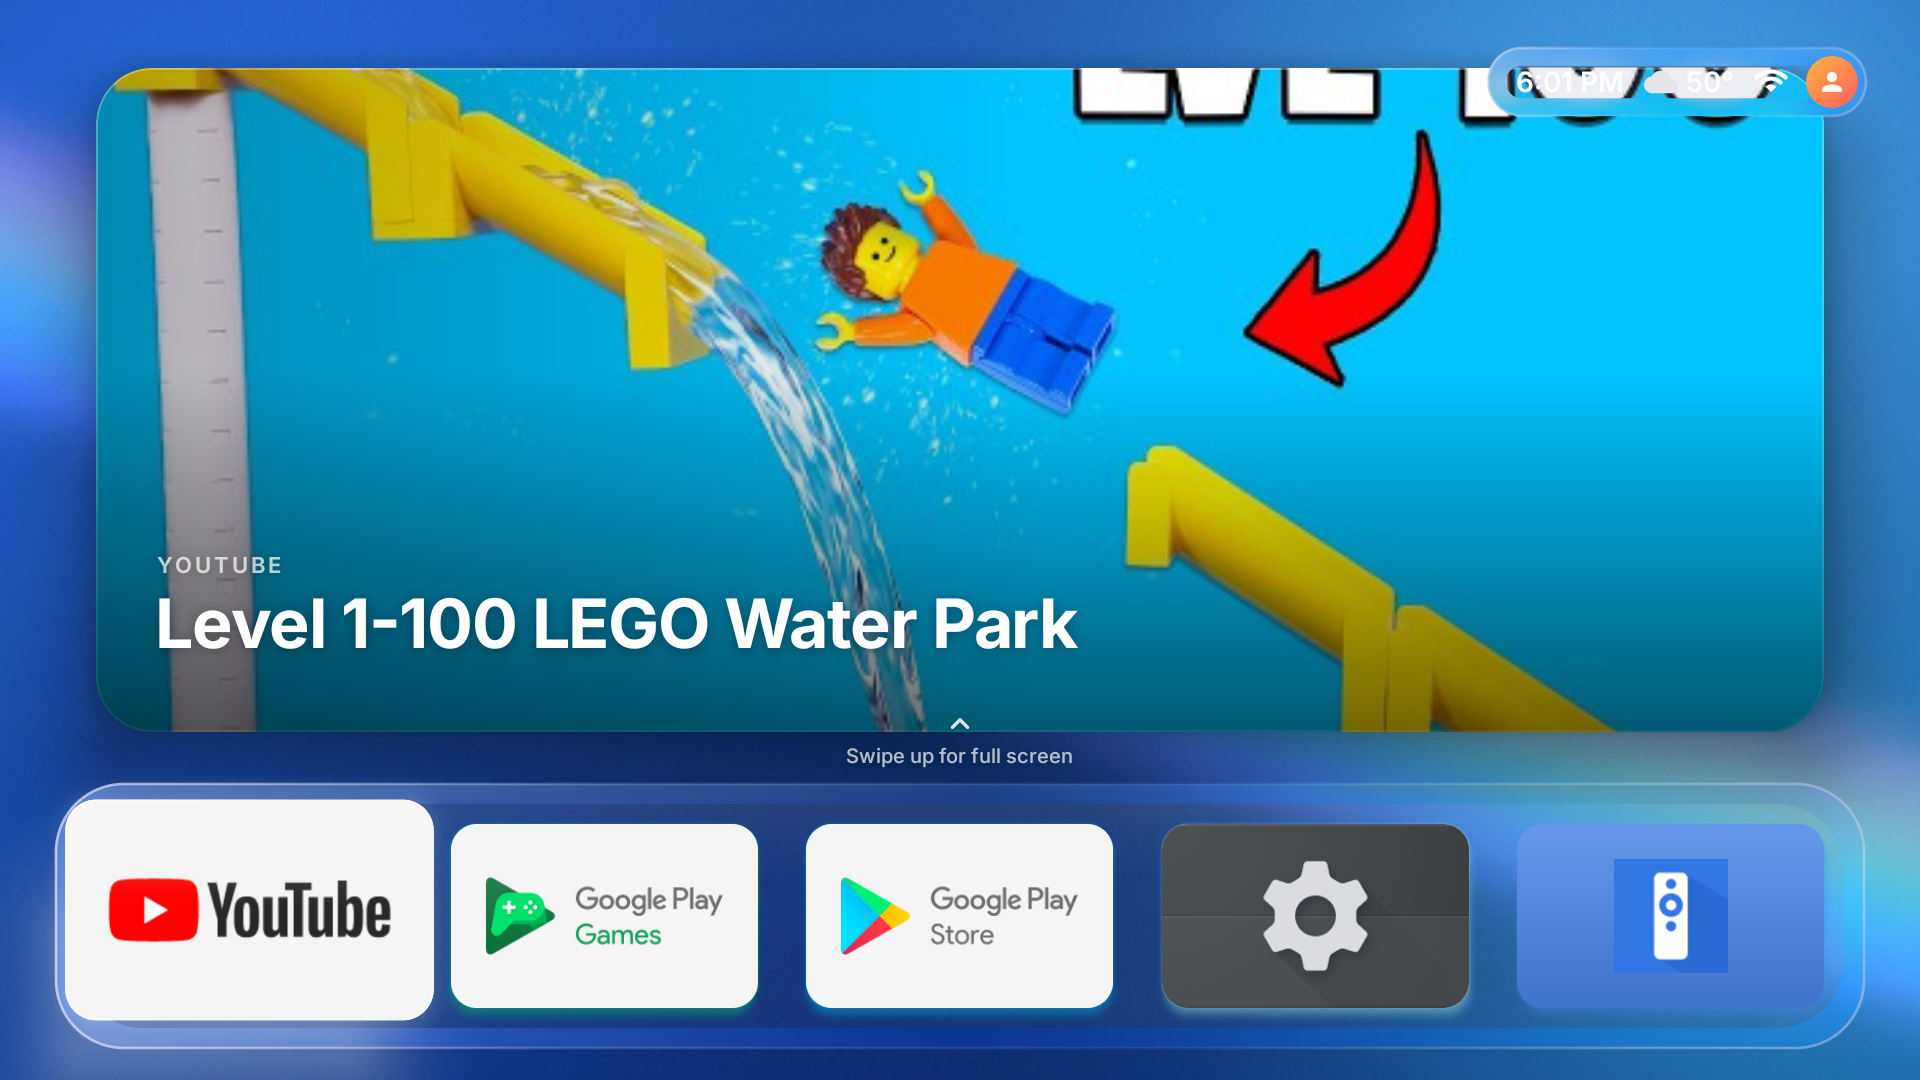 6:01 PM 50°
YOUTUBE
Level 1-100 LEGO Water Park
Swipe up for full screen
YouTube
Google Play
Games
Google Play
Store